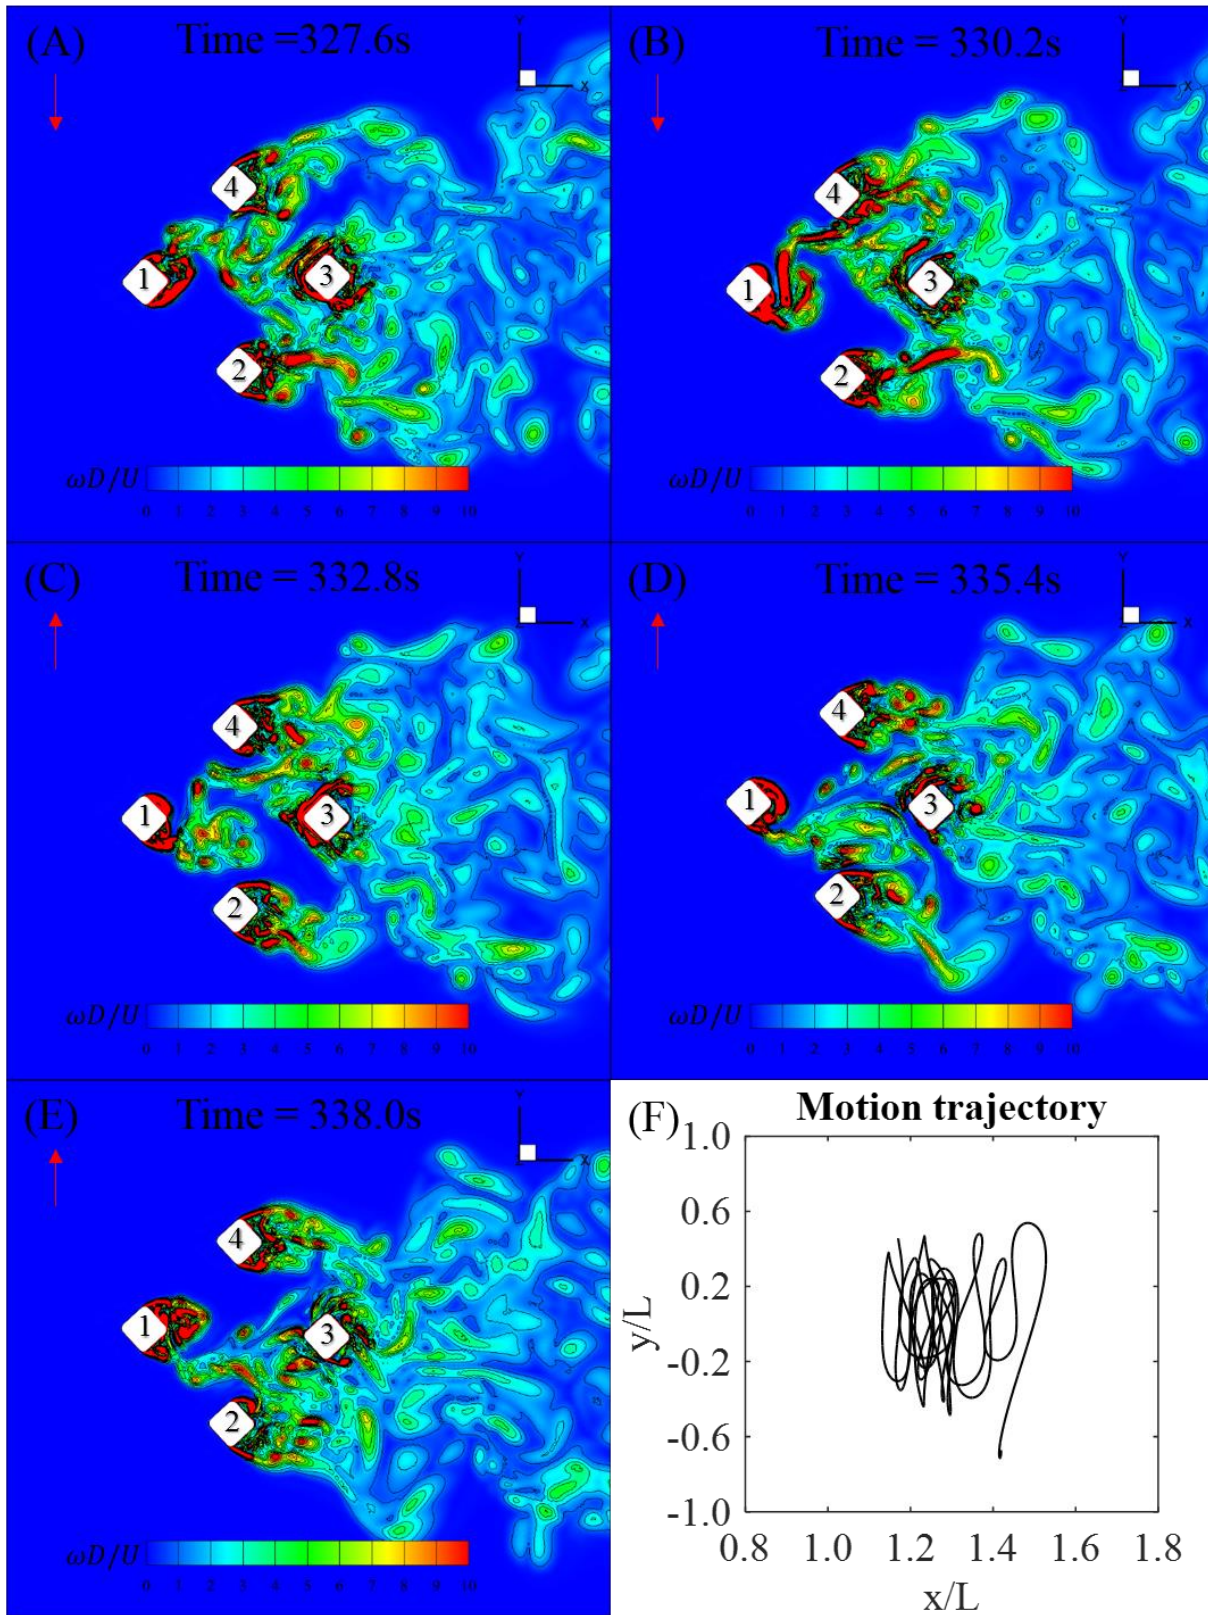 (A) Time =327.6s
Y
X
Z
4
1
3
2
ωD/U
0 1 2 3 4 5 6 7 8 9 10
(B) Time = 330.2s
Y
X
Z
4
1
3
2
ωD/U
0 1 2 3 4 5 6 7 8 9 10
(C) Time = 332.8s
Y
X
Z
4
1
3
2
ωD/U
0 1 2 3 4 5 6 7 8 9 10
(D) Time = 335.4s
Y
X
Z
4
1
3
2
ωD/U
0 1 2 3 4 5 6 7 8 9 10
(E) Time = 338.0s
Y
X
Z
4
1
3
2
ωD/U
0 1 2 3 4 5 6 7 8 9 10
(F) Motion trajectory
1.0
0.6
0.2
-0.2
-0.6
-1.0
y/L
0.8 1.0 1.2 1.4 1.6 1.8
x/L